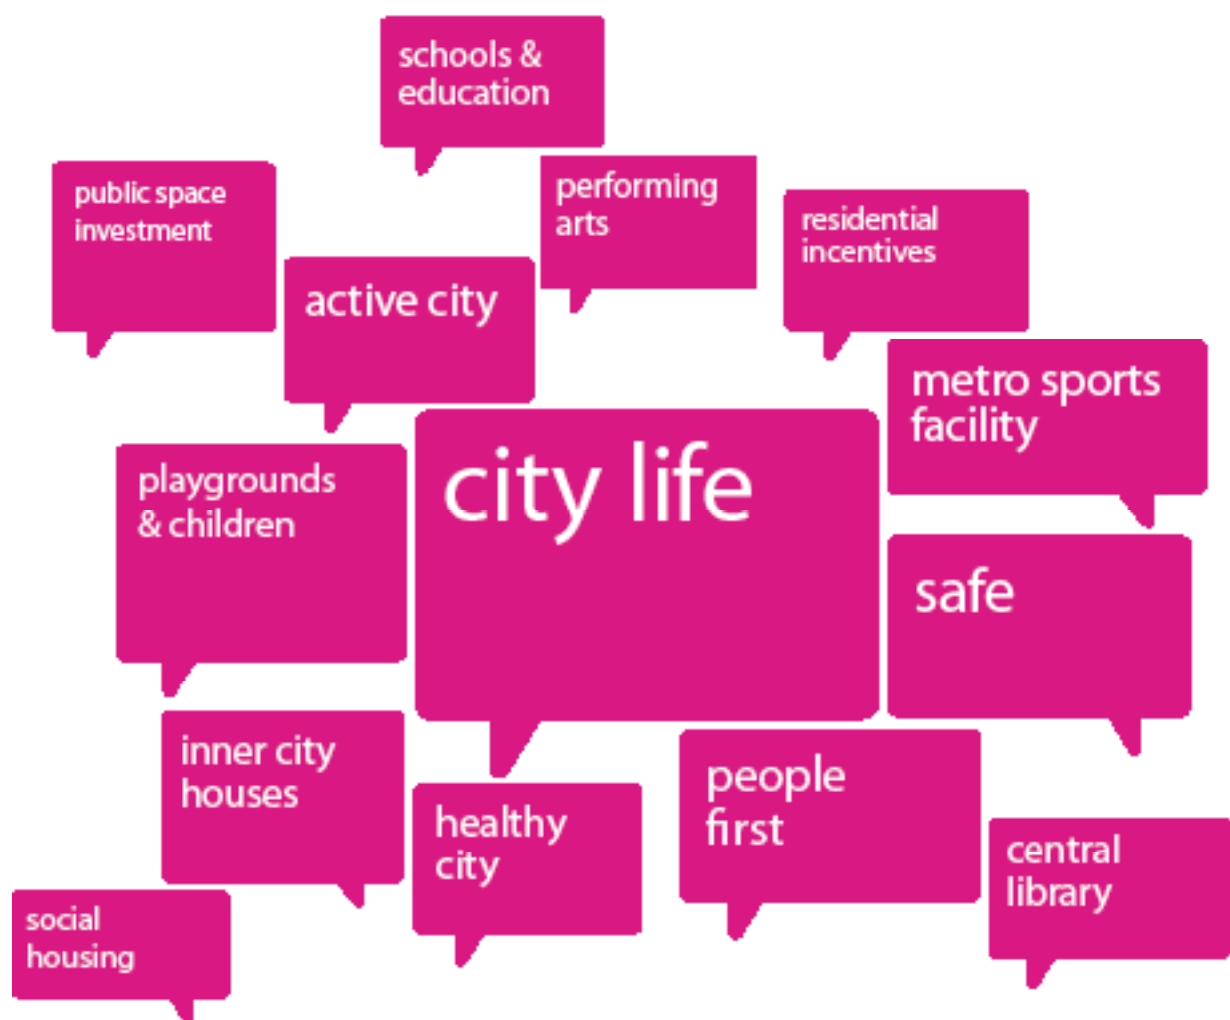 schools &
education
performing
arts
public space
investment
residential
incentives
active city
metro sports
facility
city life
playgrounds
& children
safe
inner city
houses
people
first
healthy
city
central
library
social
housing